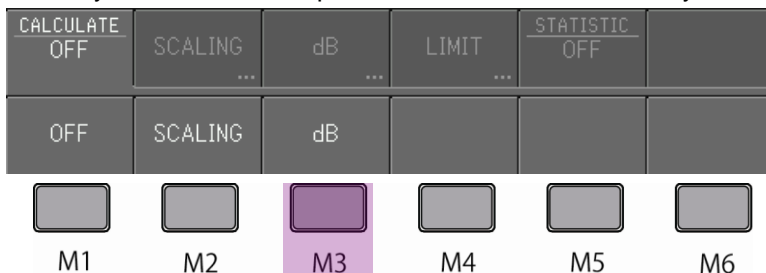 CALCULATE
OFF SCALING ... dB ... LIMIT ... STATISTIC OFF
OFF SCALING dB
M1 M2 M3 M4 M5 M6